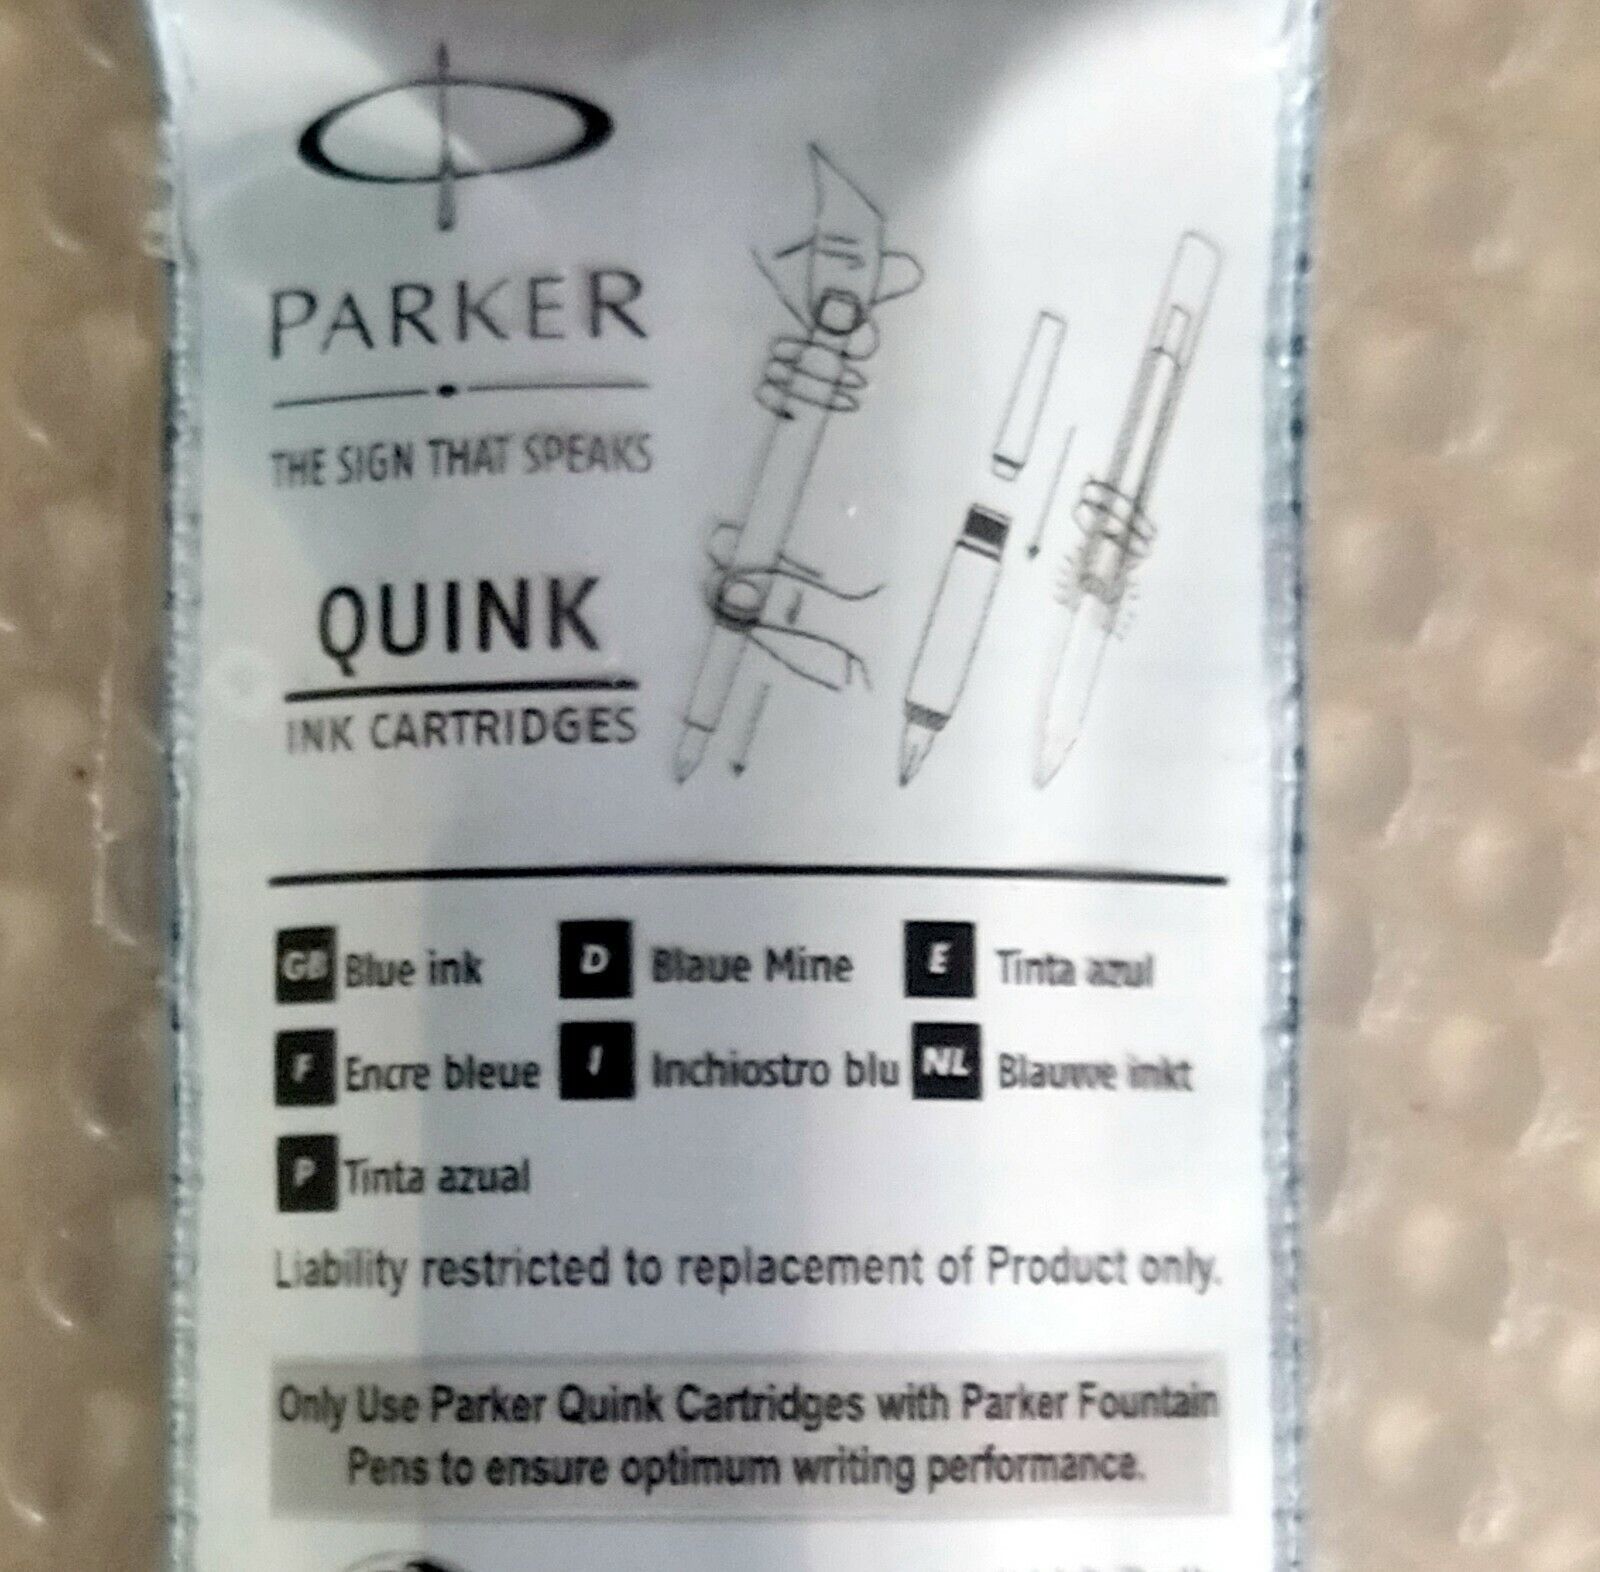 PARKER
THE SIGN THAT SPEAKS
QUINK
INK CARTRIDGES
GB Blue ink D Blaue Mine E Tinta azul
F Encre bleue I Inchiostro blu NL Blauwe inkt
P Tinta azual
Liability restricted to replacement of Product only.
Only Use Parker Quink Cartridges with Parker Fountain
Pens to ensure optimum writing performance.